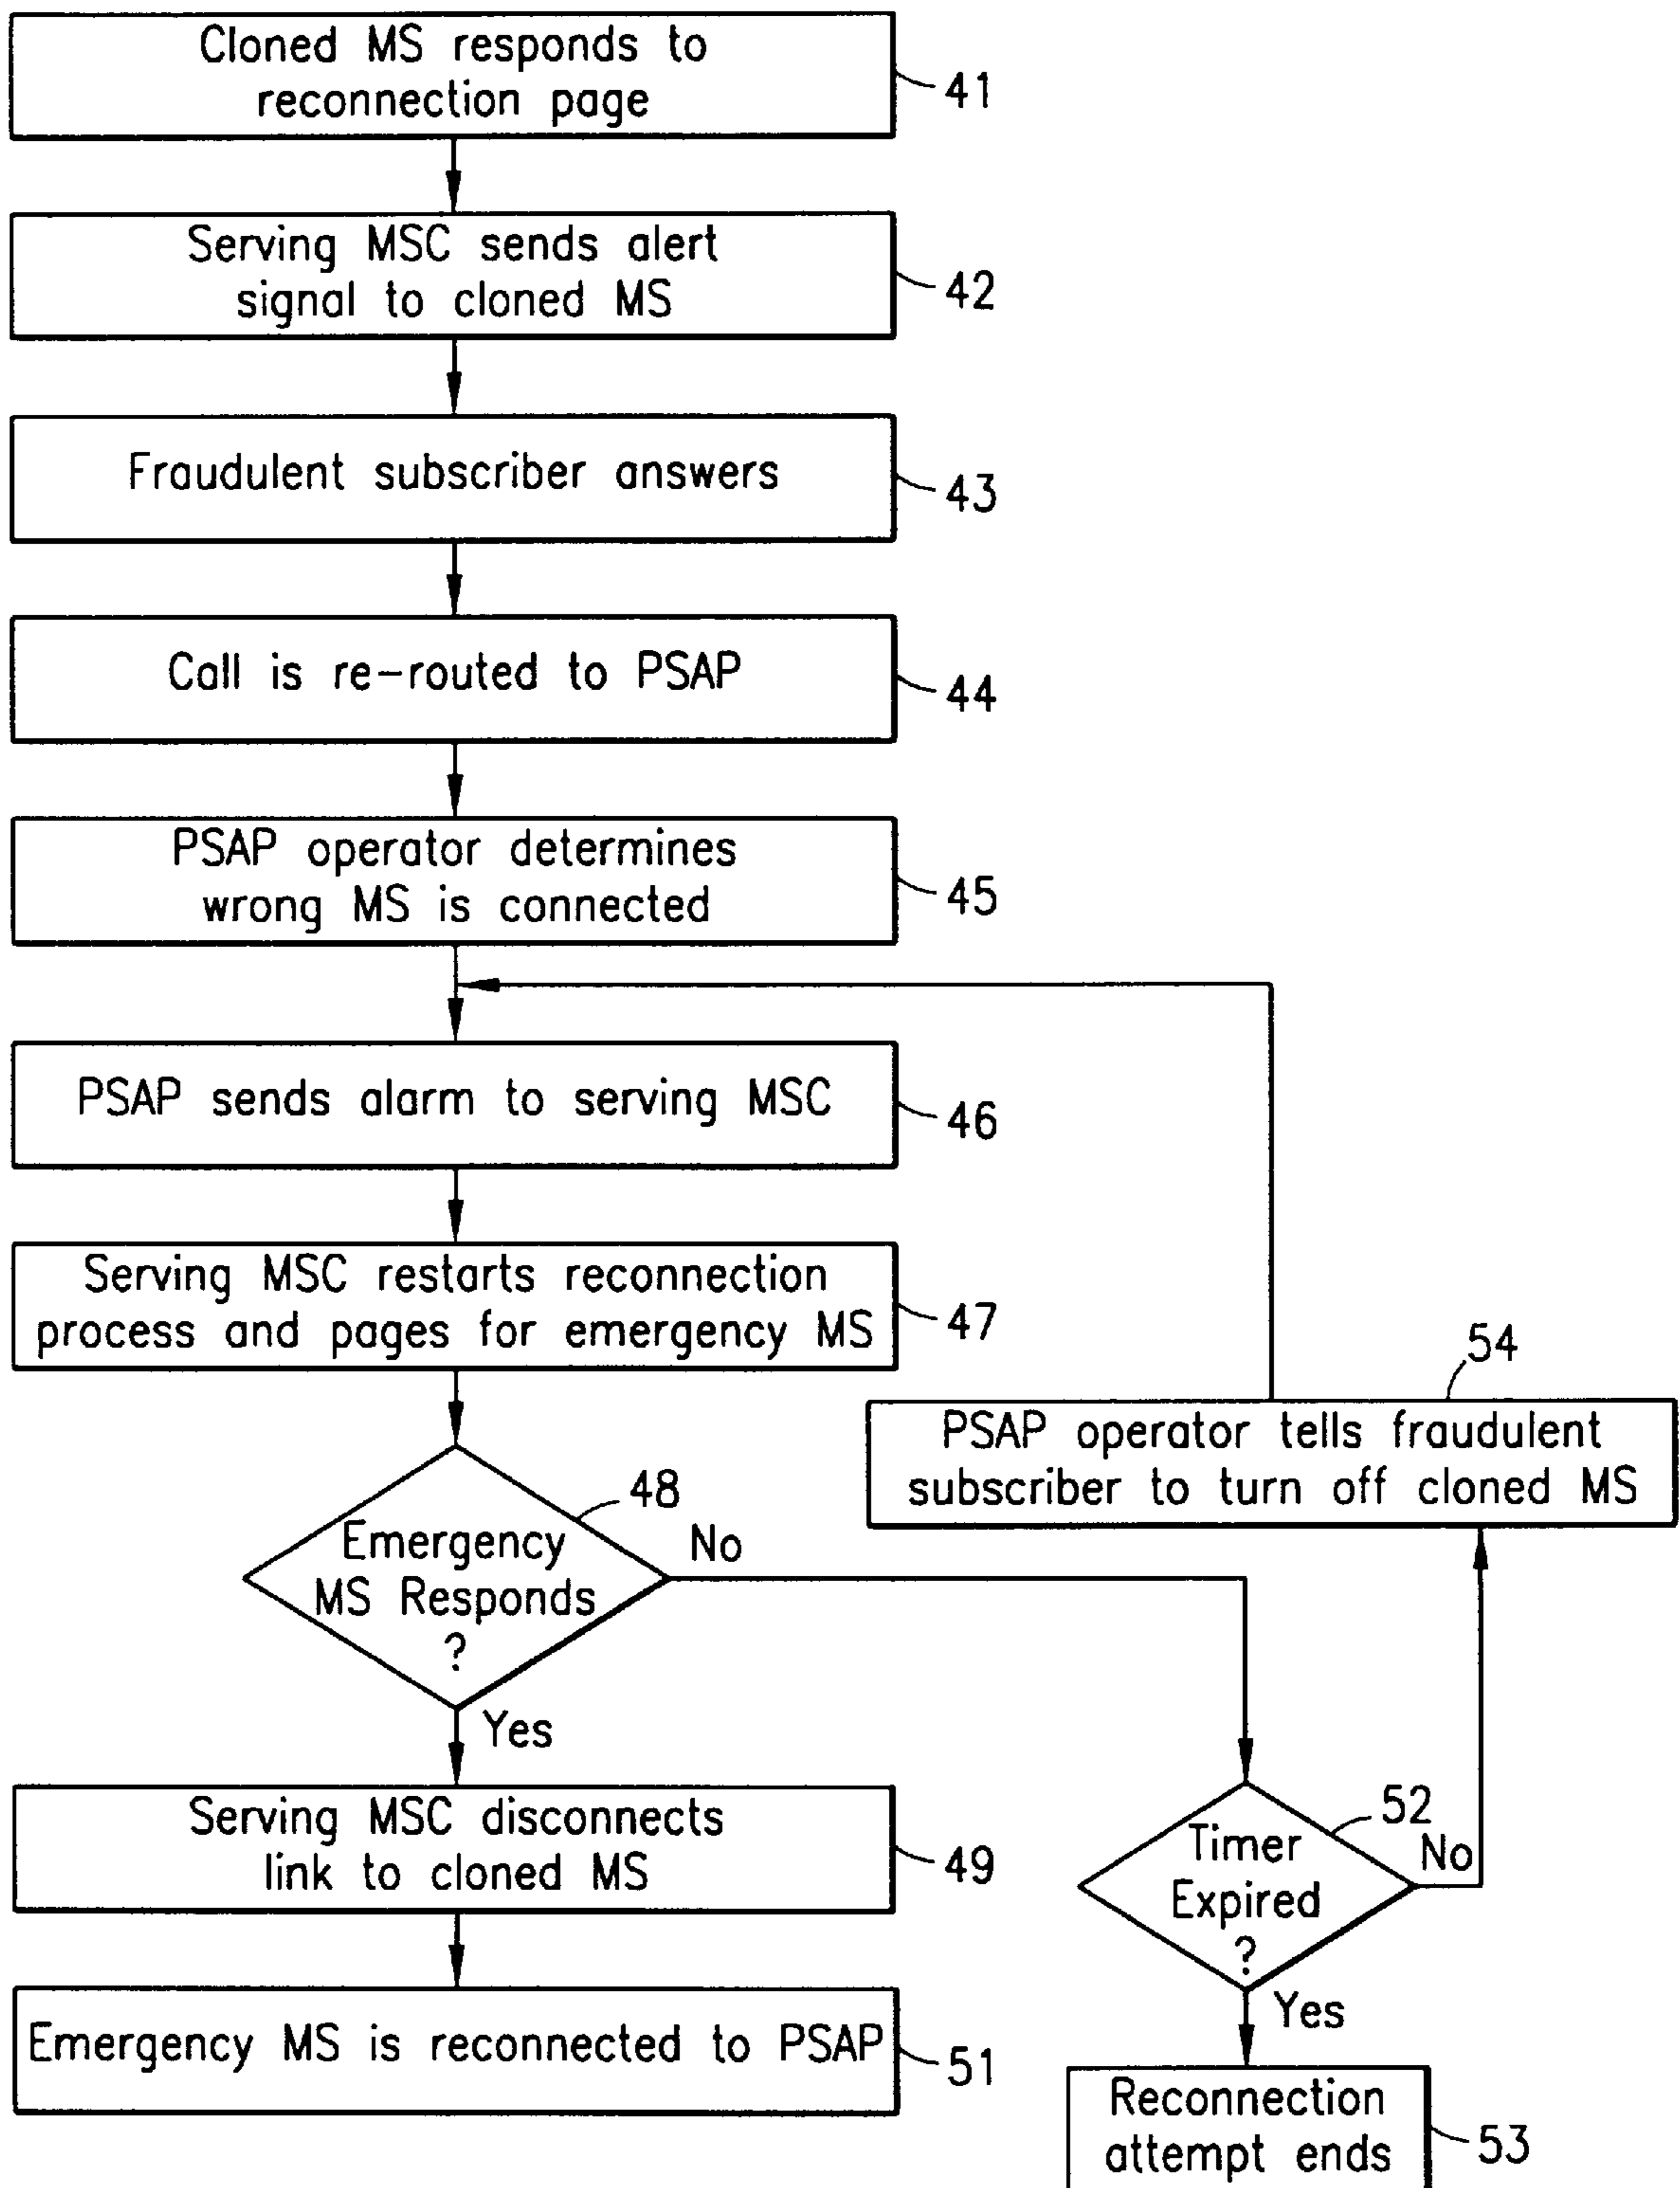 Cloned MS responds to
reconnection page
41
Serving MSC sends alert
signal to cloned MS
42
Fraudulent subscriber answers
43
Call is re-routed to PSAP
44
PSAP operator determines
wrong MS is connected
45
PSAP sends alarm to serving MSC
46
Serving MSC restarts reconnection
process and pages for emergency MS
47
48
Emergency
MS Responds
?
No
Yes
54
PSAP operator tells fraudulent
subscriber to turn off cloned MS
Serving MSC disconnects
link to cloned MS
49
52
Timer
Expired
?
No
Yes
Emergency MS is reconnected to PSAP
51
Reconnection
attempt ends
53